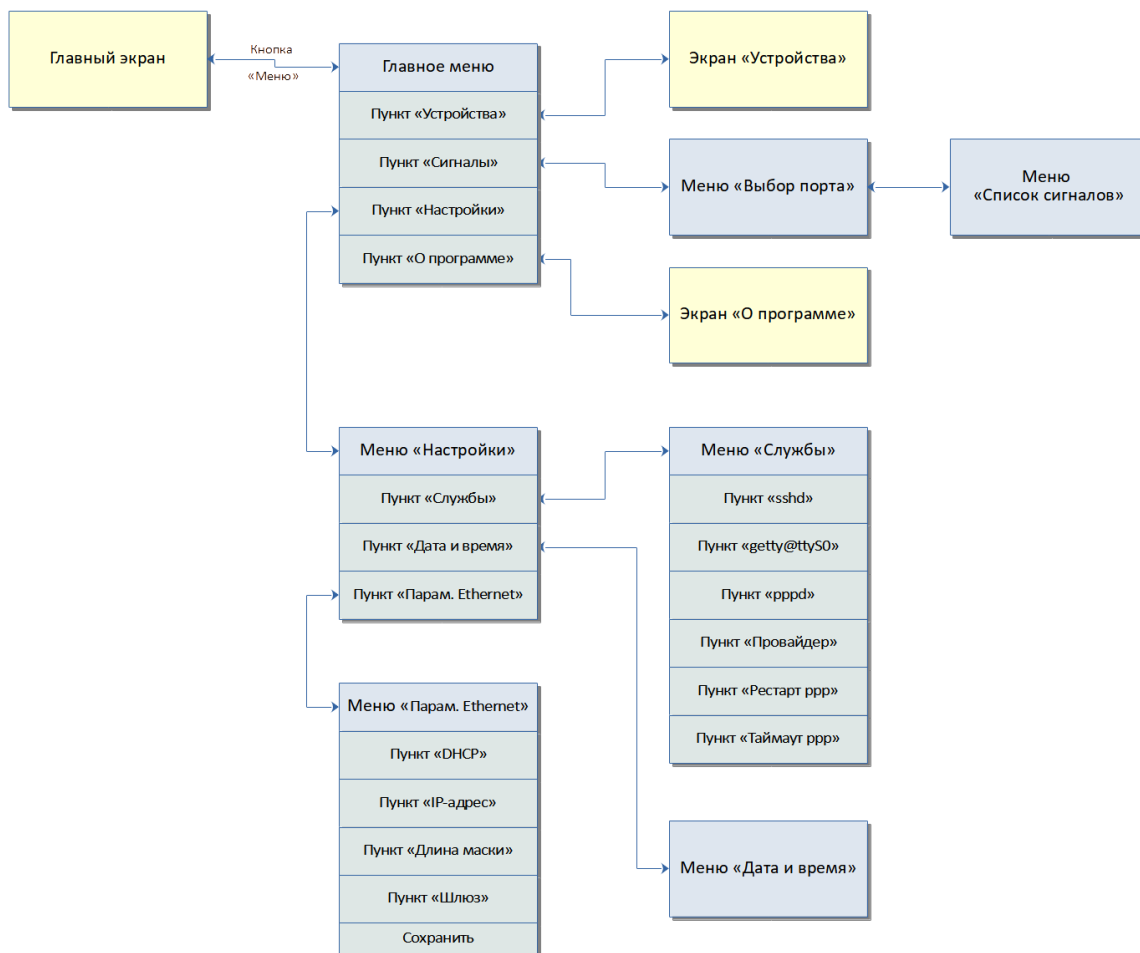 Главный экран
Кнопка
«Меню»
Главное меню
Пункт «Устройства»
Пункт «Сигналы»
Пункт «Настройки»
Пункт «О программе»
Экран «Устройства»
Меню «Выбор порта»
Меню
«Список сигналов»
Экран «О программе»
Меню «Настройки»
Пункт «Службы»
Пункт «Дата и время»
Пункт «Парам. Ethernet»
Меню «Службы»
Пункт «sshd»
Пункт «getty@ttyS0»
Пункт «pppd»
Пункт «Провайдер»
Пункт «Рестарт ppp»
Пункт «Таймаут ppp»
Меню «Парам. Ethernet»
Пункт «DHCP»
Пункт «IP-адрес»
Пункт «Длина маски»
Пункт «Шлюз»
Сохранить
Меню «Дата и время»